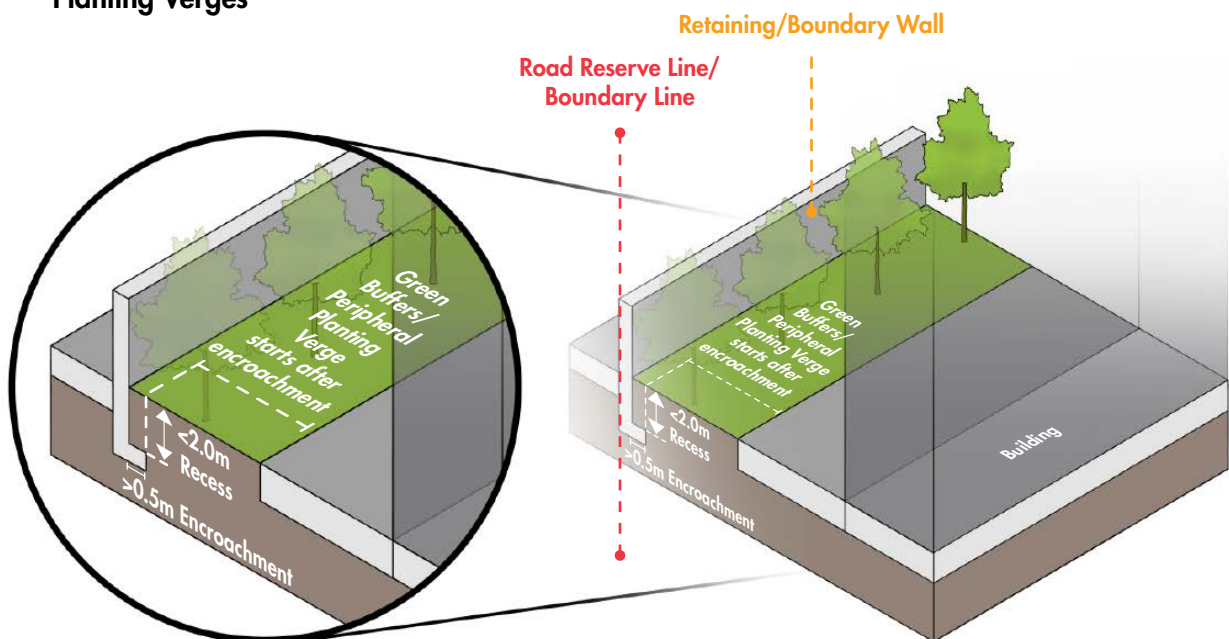 Planting Verges
Retaining/Boundary Wall
Road Reserve Line/
Boundary Line
Green
Buffers/
Peripheral
Planting
Verge
starts after
encroachment
<2.0m
Recess
>0.5m Encroachment
Green
Buffers/
Peripheral
Planting Verge
starts after
encroachment
<2.0m
Recess
>0.5m Encroachment
Building